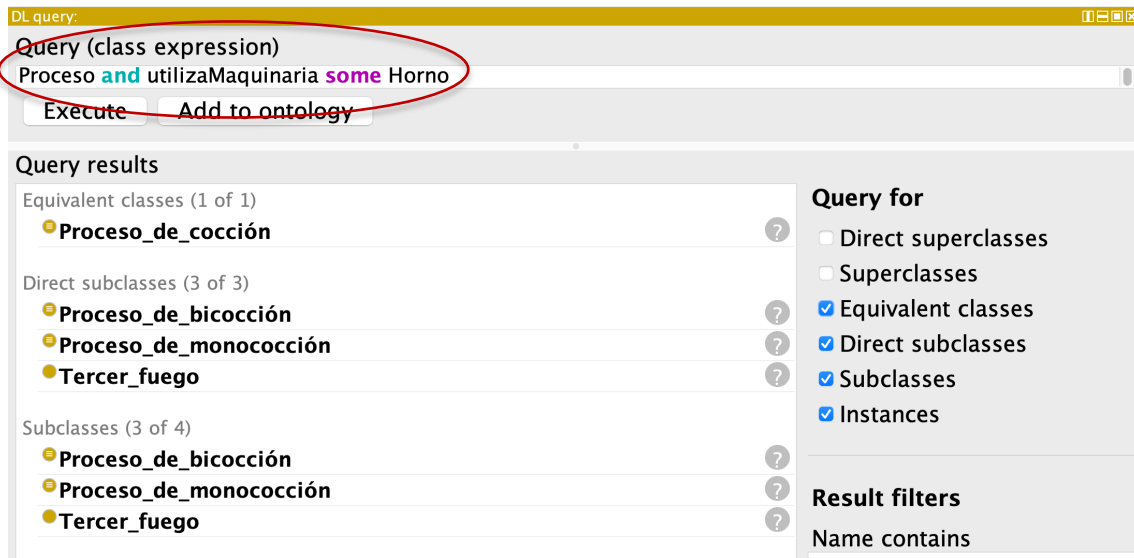 DL query:
Query (class expression)
Proceso and utilizaMaquinaria some Horno
Execute
Add to ontology
Query results
Equivalent classes (1 of 1)
Proceso_de_cocción
?
Direct subclasses (3 of 3)
Proceso_de_bicocción
?
Proceso_de_monococción
?
Tercer_fuego
?
Subclasses (3 of 4)
Proceso_de_bicocción
?
Proceso_de_monococción
?
Tercer_fuego
?
Query for
Direct superclasses
Superclasses
Equivalent classes
Direct subclasses
Subclasses
Instances
Result filters
Name contains